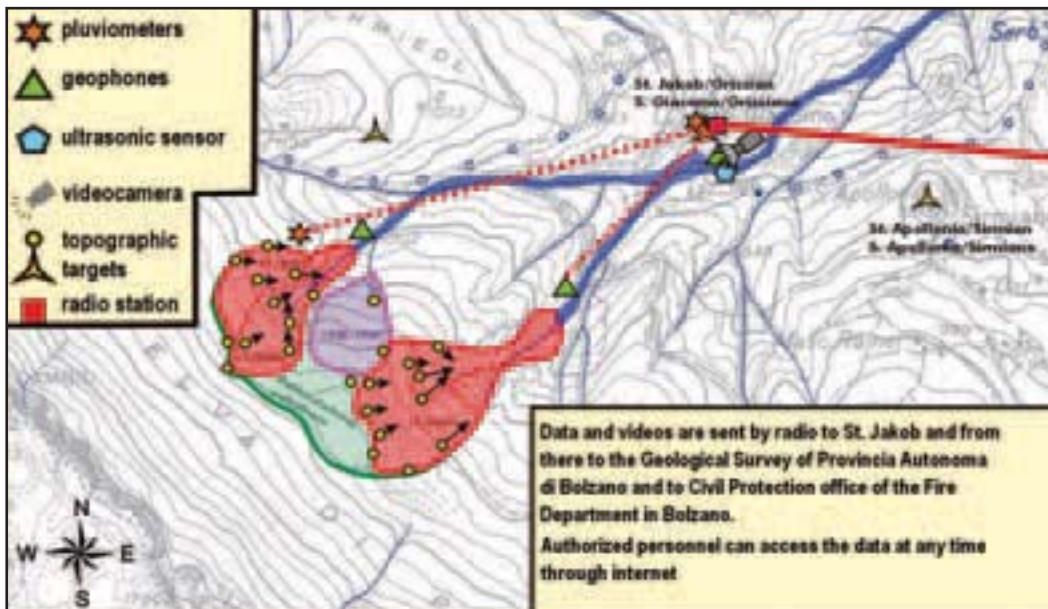 pluviometers
geophones
ultrasonic sensor
videocamera
topographic
targets
radio station
St. Jakob/Grissian
S. Giacomo/Grissiano
St. Apollonia/Sirmian
S. Apollonia/Sirmiano
Data and videos are sent by radio to St. Jakob and from
there to the Geological Survey of Provincia Autonoma
di Bolzano and to Civil Protection office of the Fire
Department in Bolzano.
Authorized personnel can access the data at any time
through internet
N
W E
S